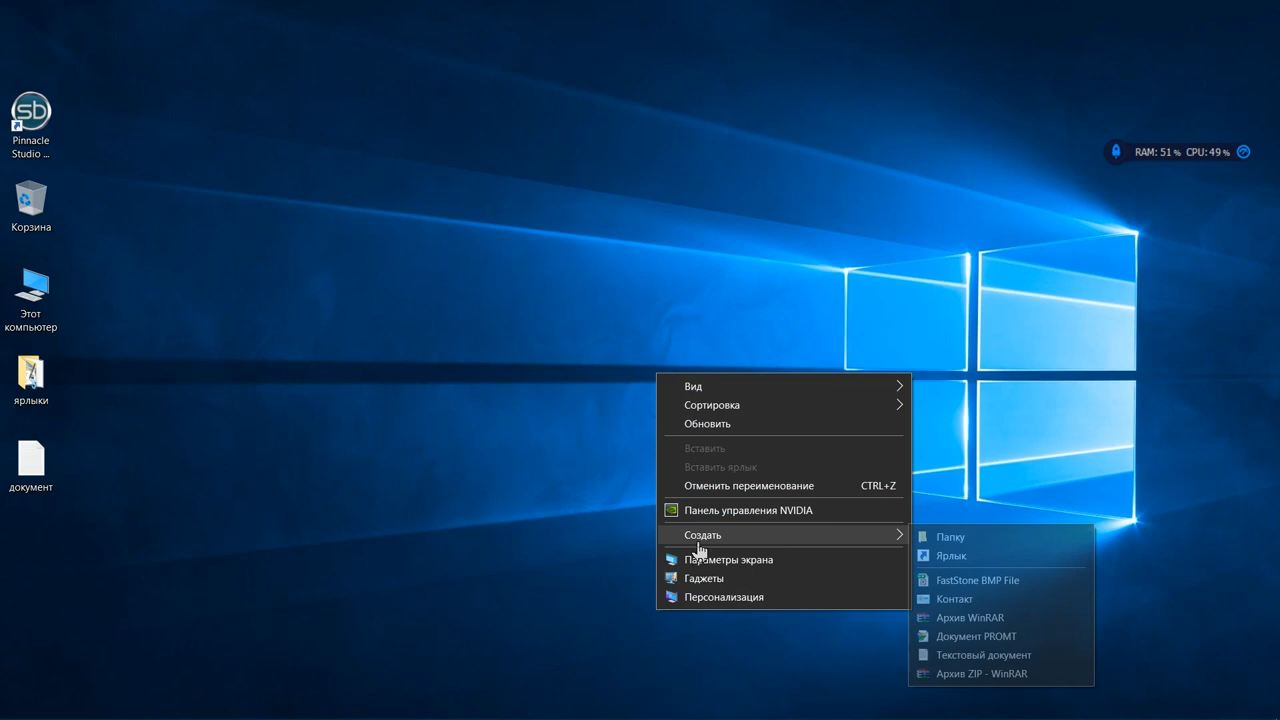 Pinnacle
Studio ...
Корзина
Этот
компьютер
ярлыки
документ
RAM: 51% CPU: 49%
Вид
Сортировка
Обновить
Вставить
Вставить ярлык
Отменить переименование CTRL+Z
Панель управления NVIDIA
Создать
Параметры экрана
Гаджеты
Персонализация
Папку
Ярлык
FastStone BMP File
Контакт
Архив WinRAR
Документ PROMT
Текстовый документ
Архив ZIP - WinRAR